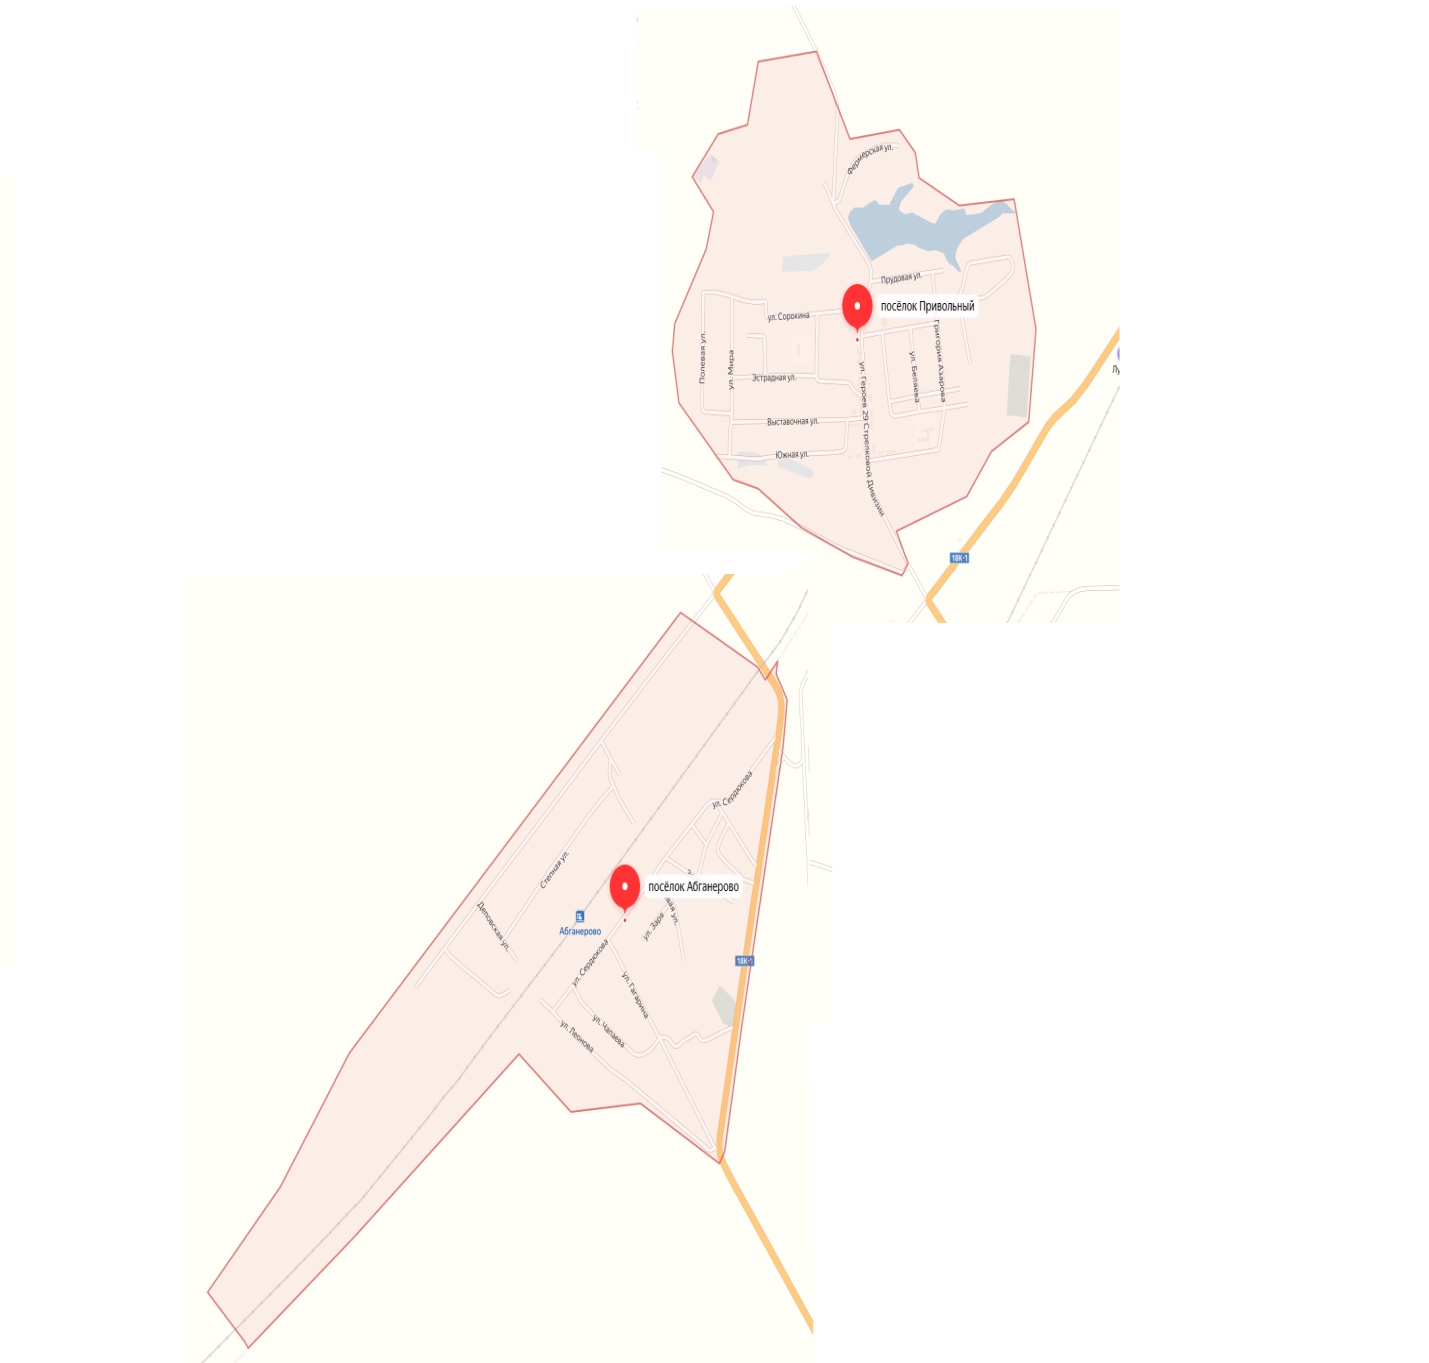 Фермерская ул.
Прудовая ул.
посёлок Привольный
ул. Сорокина
Полевая ул.
ул. Мира
Эстрадная ул.
ул. Героев 29 Стрелковой Дивизии
ул. Беляева
Григория Азарова
Выставочная ул.
Южная ул.
18К-1
ул. Сердюкова
Степная ул.
посёлок Абганерово
Деповская ул.
Абганерово
ул. Заря
ул. Сердюкова
18К-1
ул. Гагарина
ул. Чапаева
ул. Леонова